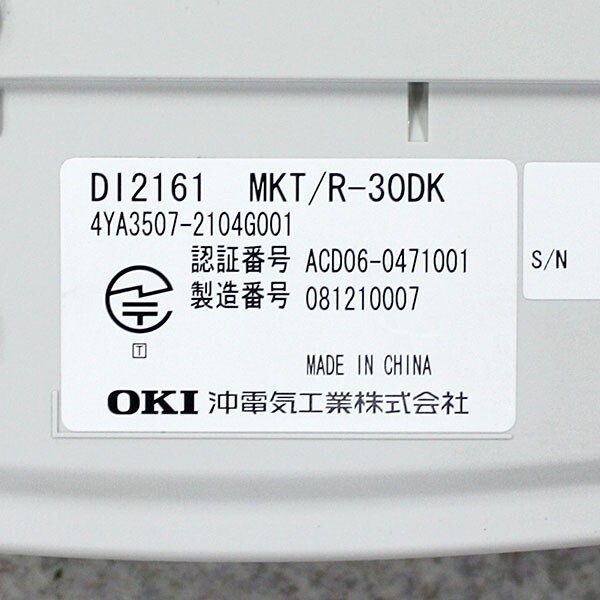 DI2161 MKT/R-30DK
4YA3507-2104G001
認証番号 ACD06-0471001
製造番号 081210007
T
MADE IN CHINA
OKI 沖電気工業株式会社
S/N